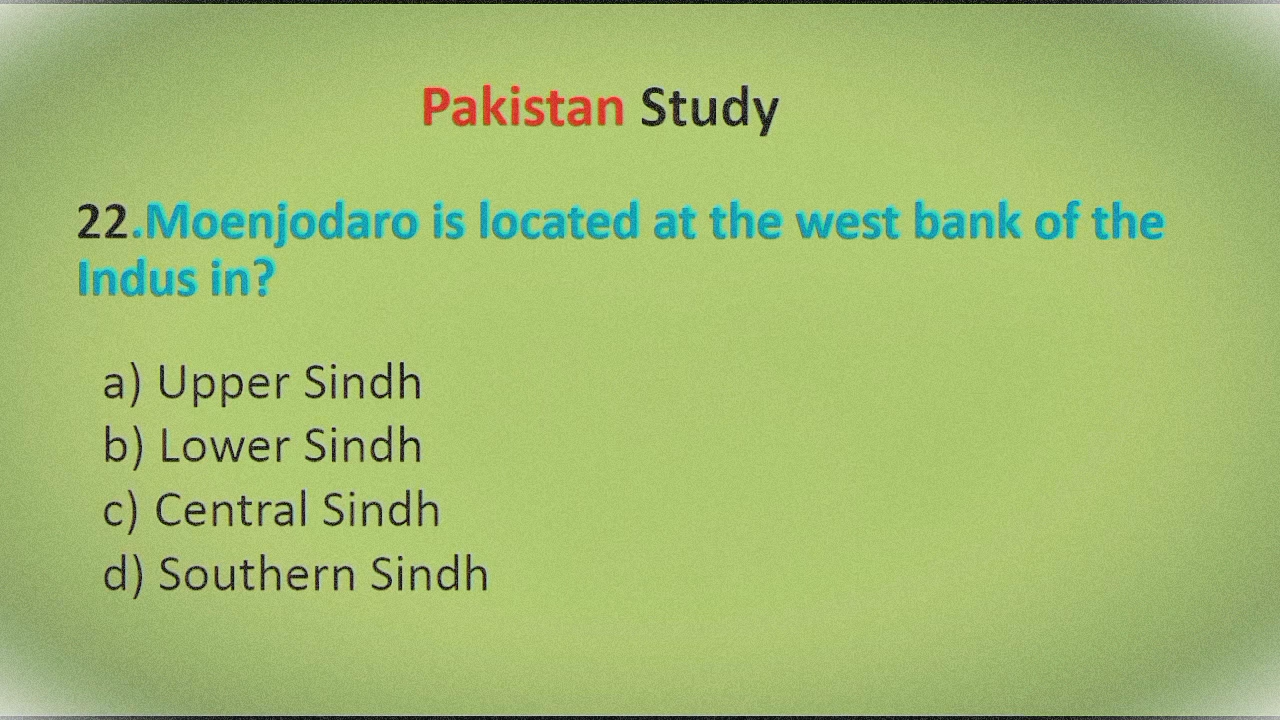 Pakistan Study
22.Moenjodaro is located at the west bank of the
Indus in?
a) Upper Sindh
b) Lower Sindh
c) Central Sindh
d) Southern Sindh